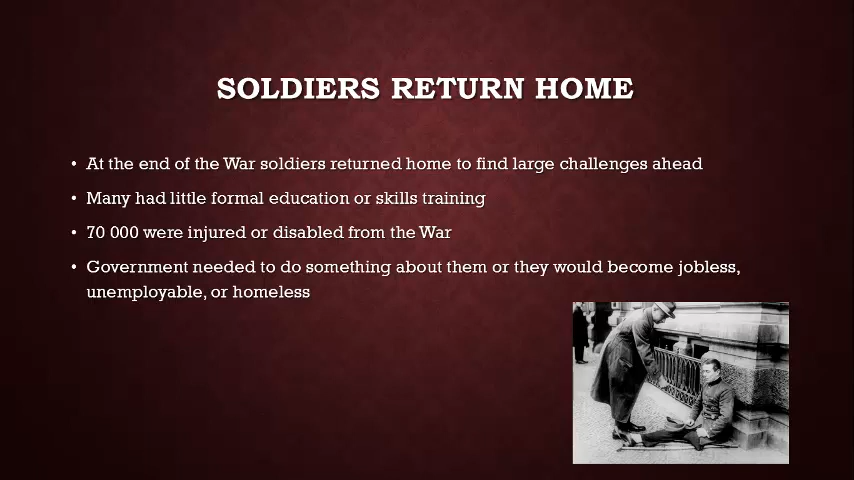 SOLDIERS RETURN HOME
• At the end of the War soldiers returned home to find large challenges ahead
• Many had little formal education or skills training
• 70 000 were injured or disabled from the War
• Government needed to do something about them or they would become jobless,
unemployable, or homeless